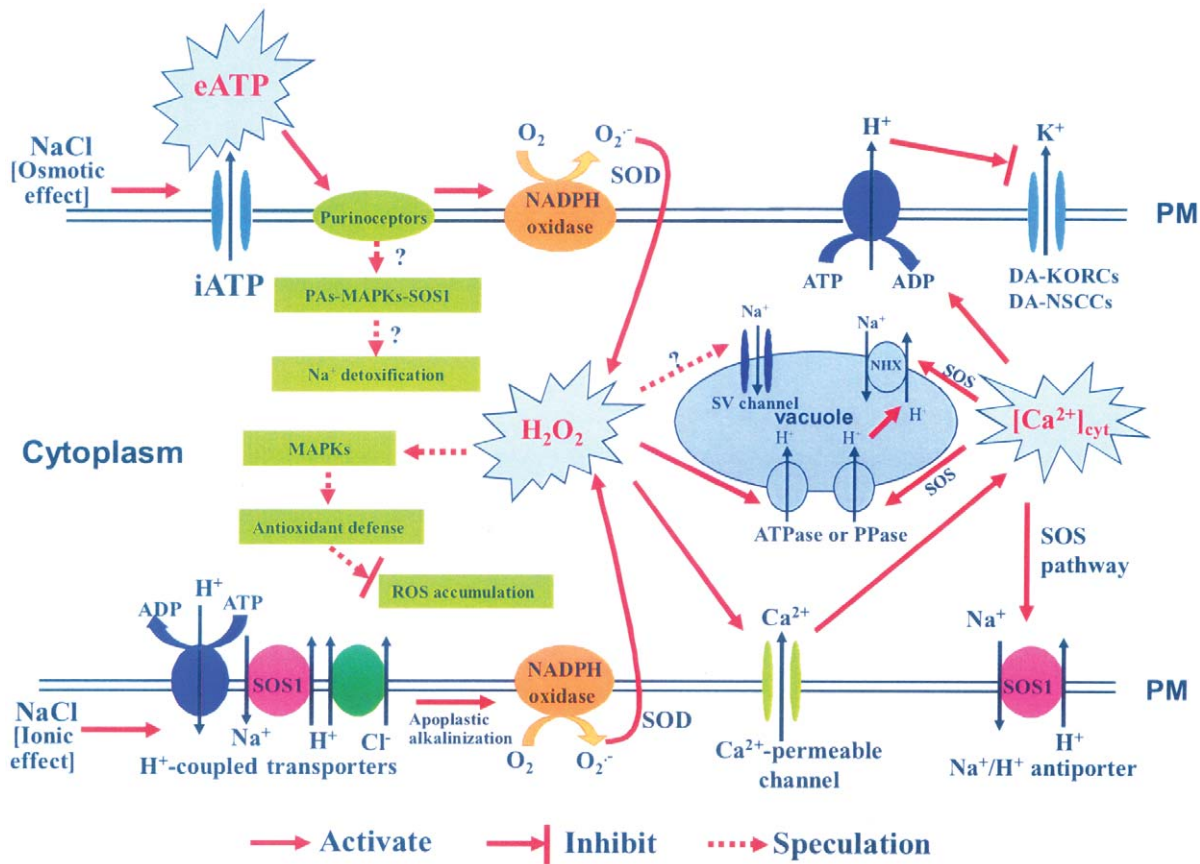 eATP
NaCl
[Osmotic
effect]
iATP
Purinoceptors
?
PAs-MAPKs-SOS1
?
Na⁺ detoxification
O₂
O₂·⁻
SOD
NADPH
oxidase
H⁺
K⁺
PM
ATP
ADP
DA-KORCs
DA-NSCCs
?
Na⁺
Na⁺
NHX
SOS
SV channel
vacuole
H⁺
H⁺
H⁺
[Ca²⁺]cyt
SOS
ATPase or PPase
H₂O₂
Cytoplasm
MAPKs
Antioxidant defense
ROS accumulation
SOS
pathway
ADP
H⁺
ATP
SOS1
NaCl
[Ionic
effect]
Na⁺
H⁺
Cl⁻
H⁺-coupled transporters
Apoplastic
alkalinization
NADPH
oxidase
O₂
O₂·⁻
SOD
Ca²⁺
Ca²⁺-permeable
channel
Na⁺
SOS1
H⁺
Na⁺/H⁺ antiporter
PM
Activate
Inhibit
Speculation